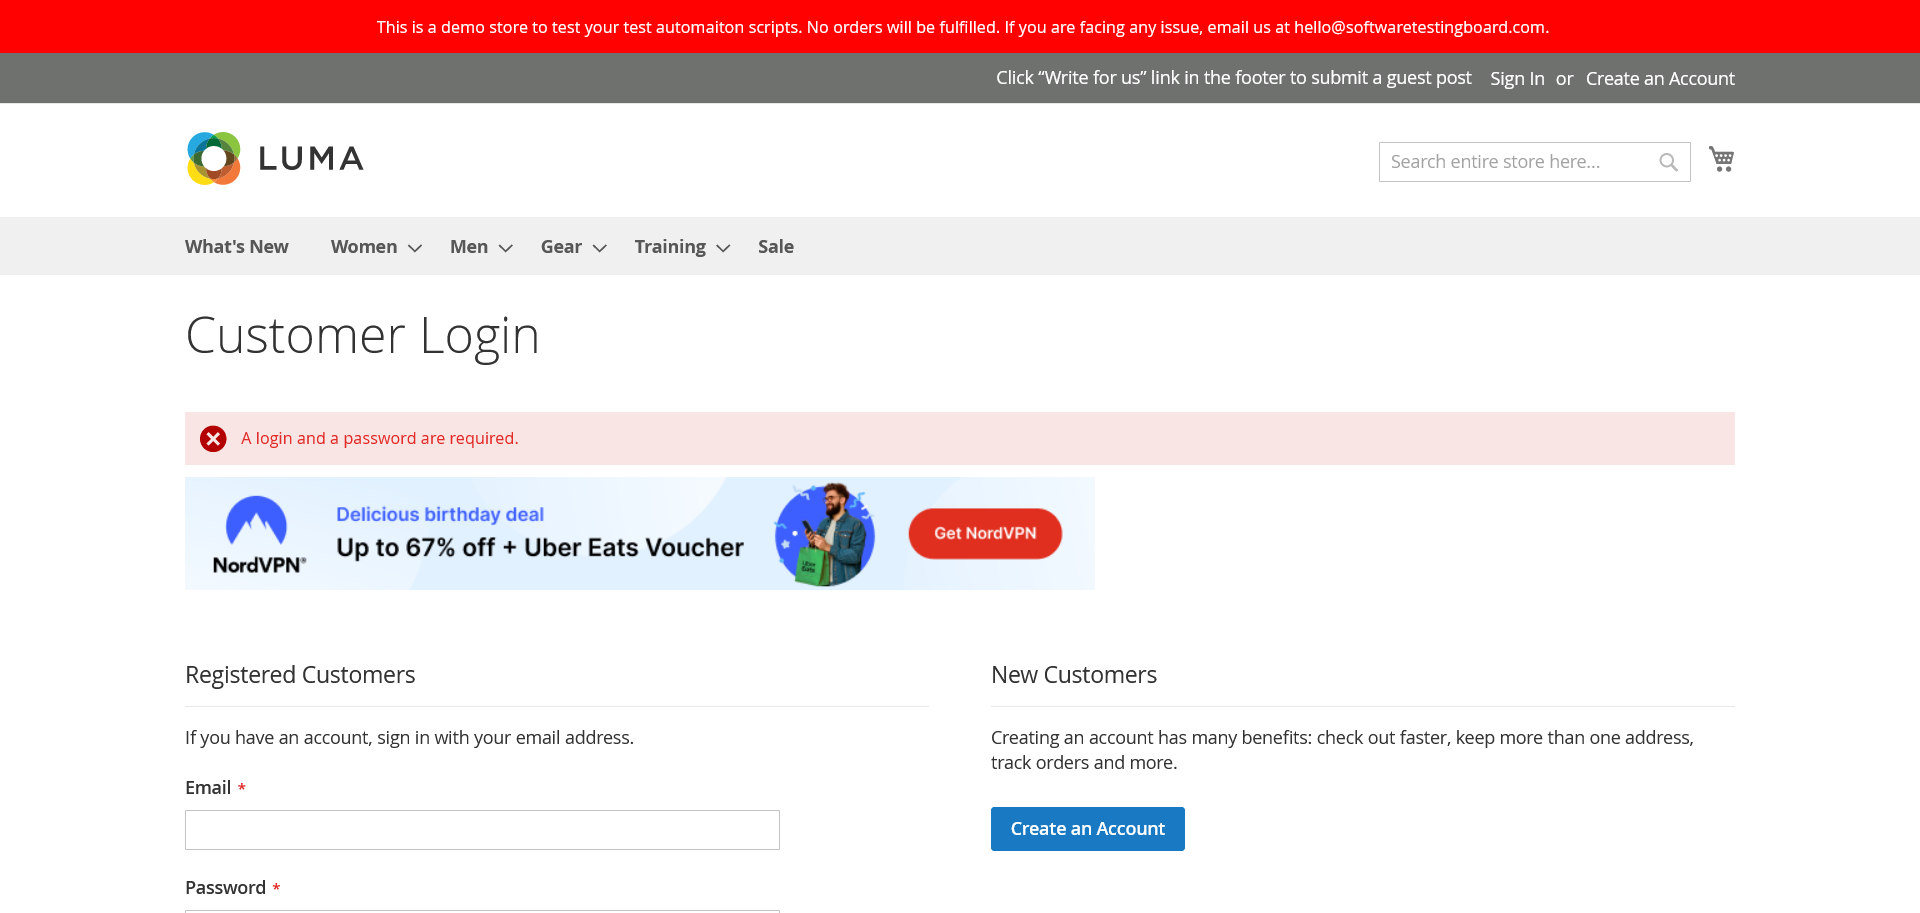 This is a demo store to test your test automaiton scripts. No orders will be fulfilled. If you are facing any issue, email us at hello@softwaretestingboard.com.
Click “Write for us” link in the footer to submit a guest post Sign In or Create an Account
LUMA
Search entire store here...
What's New Women Men Gear Training Sale
Customer Login
A login and a password are required.
NordVPN®
Delicious birthday deal
Up to 67% off + Uber Eats Voucher
Uber Eats
Get NordVPN
Registered Customers
If you have an account, sign in with your email address.
Email *
Password *
New Customers
Creating an account has many benefits: check out faster, keep more than one address,
track orders and more.
Create an Account